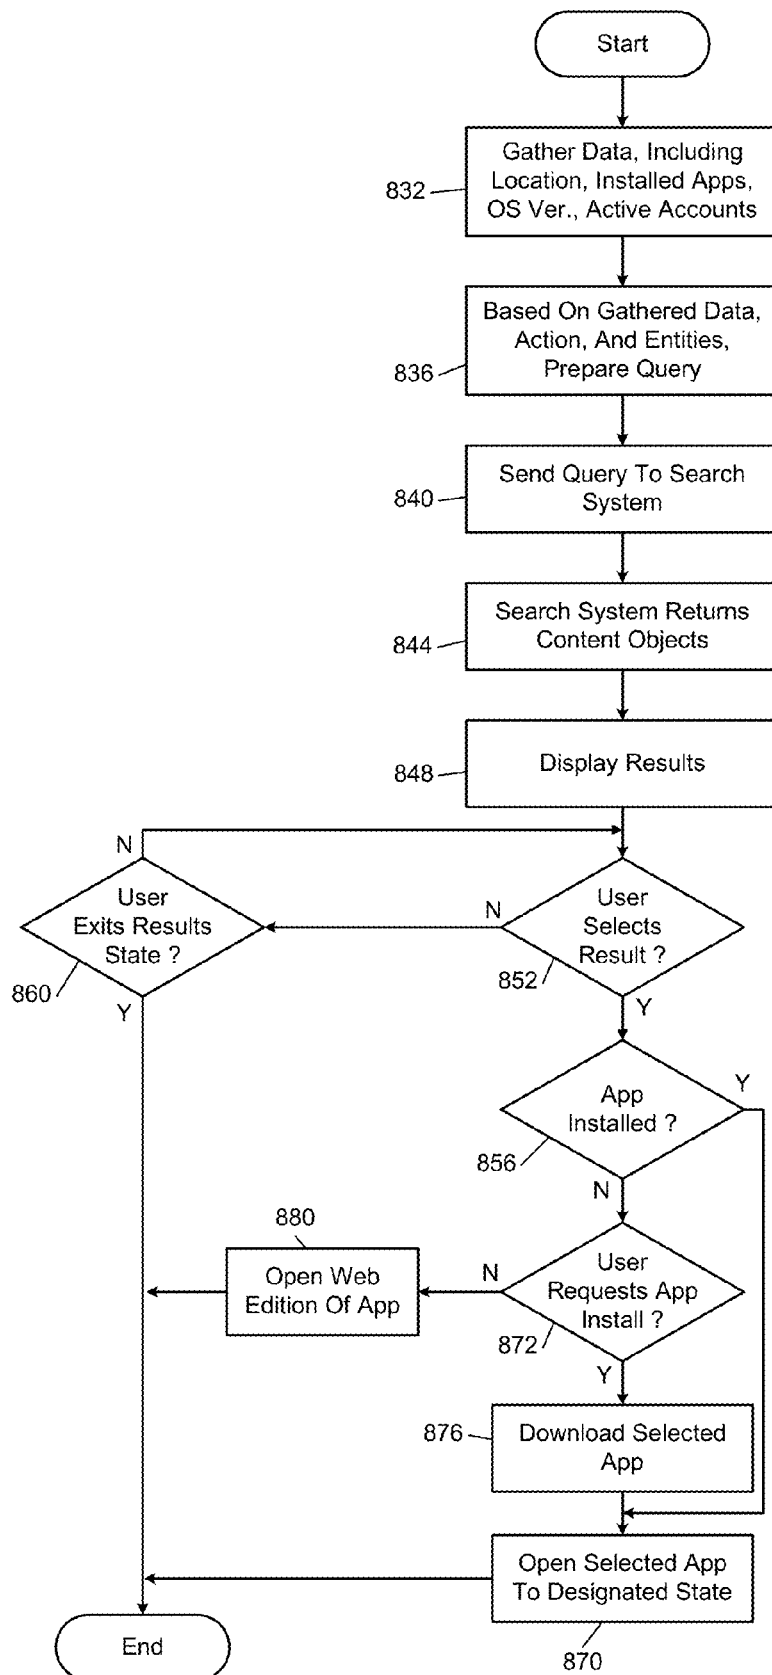 Start
Gather Data, Including
Location, Installed Apps,
OS Ver., Active Accounts
832
Based On Gathered Data,
Action, And Entities,
Prepare Query
836
Send Query To Search
System
840
Search System Returns
Content Objects
844
Display Results
848
N
User
Exits Results
State ?
860
Y
N
User
Selects
Result ?
852
Y
App
Installed ?
856
Y
N
880
Open Web
Edition Of App
N
User
Requests App
Install ?
872
Y
876
Download Selected
App
Open Selected App
To Designated State
870
End